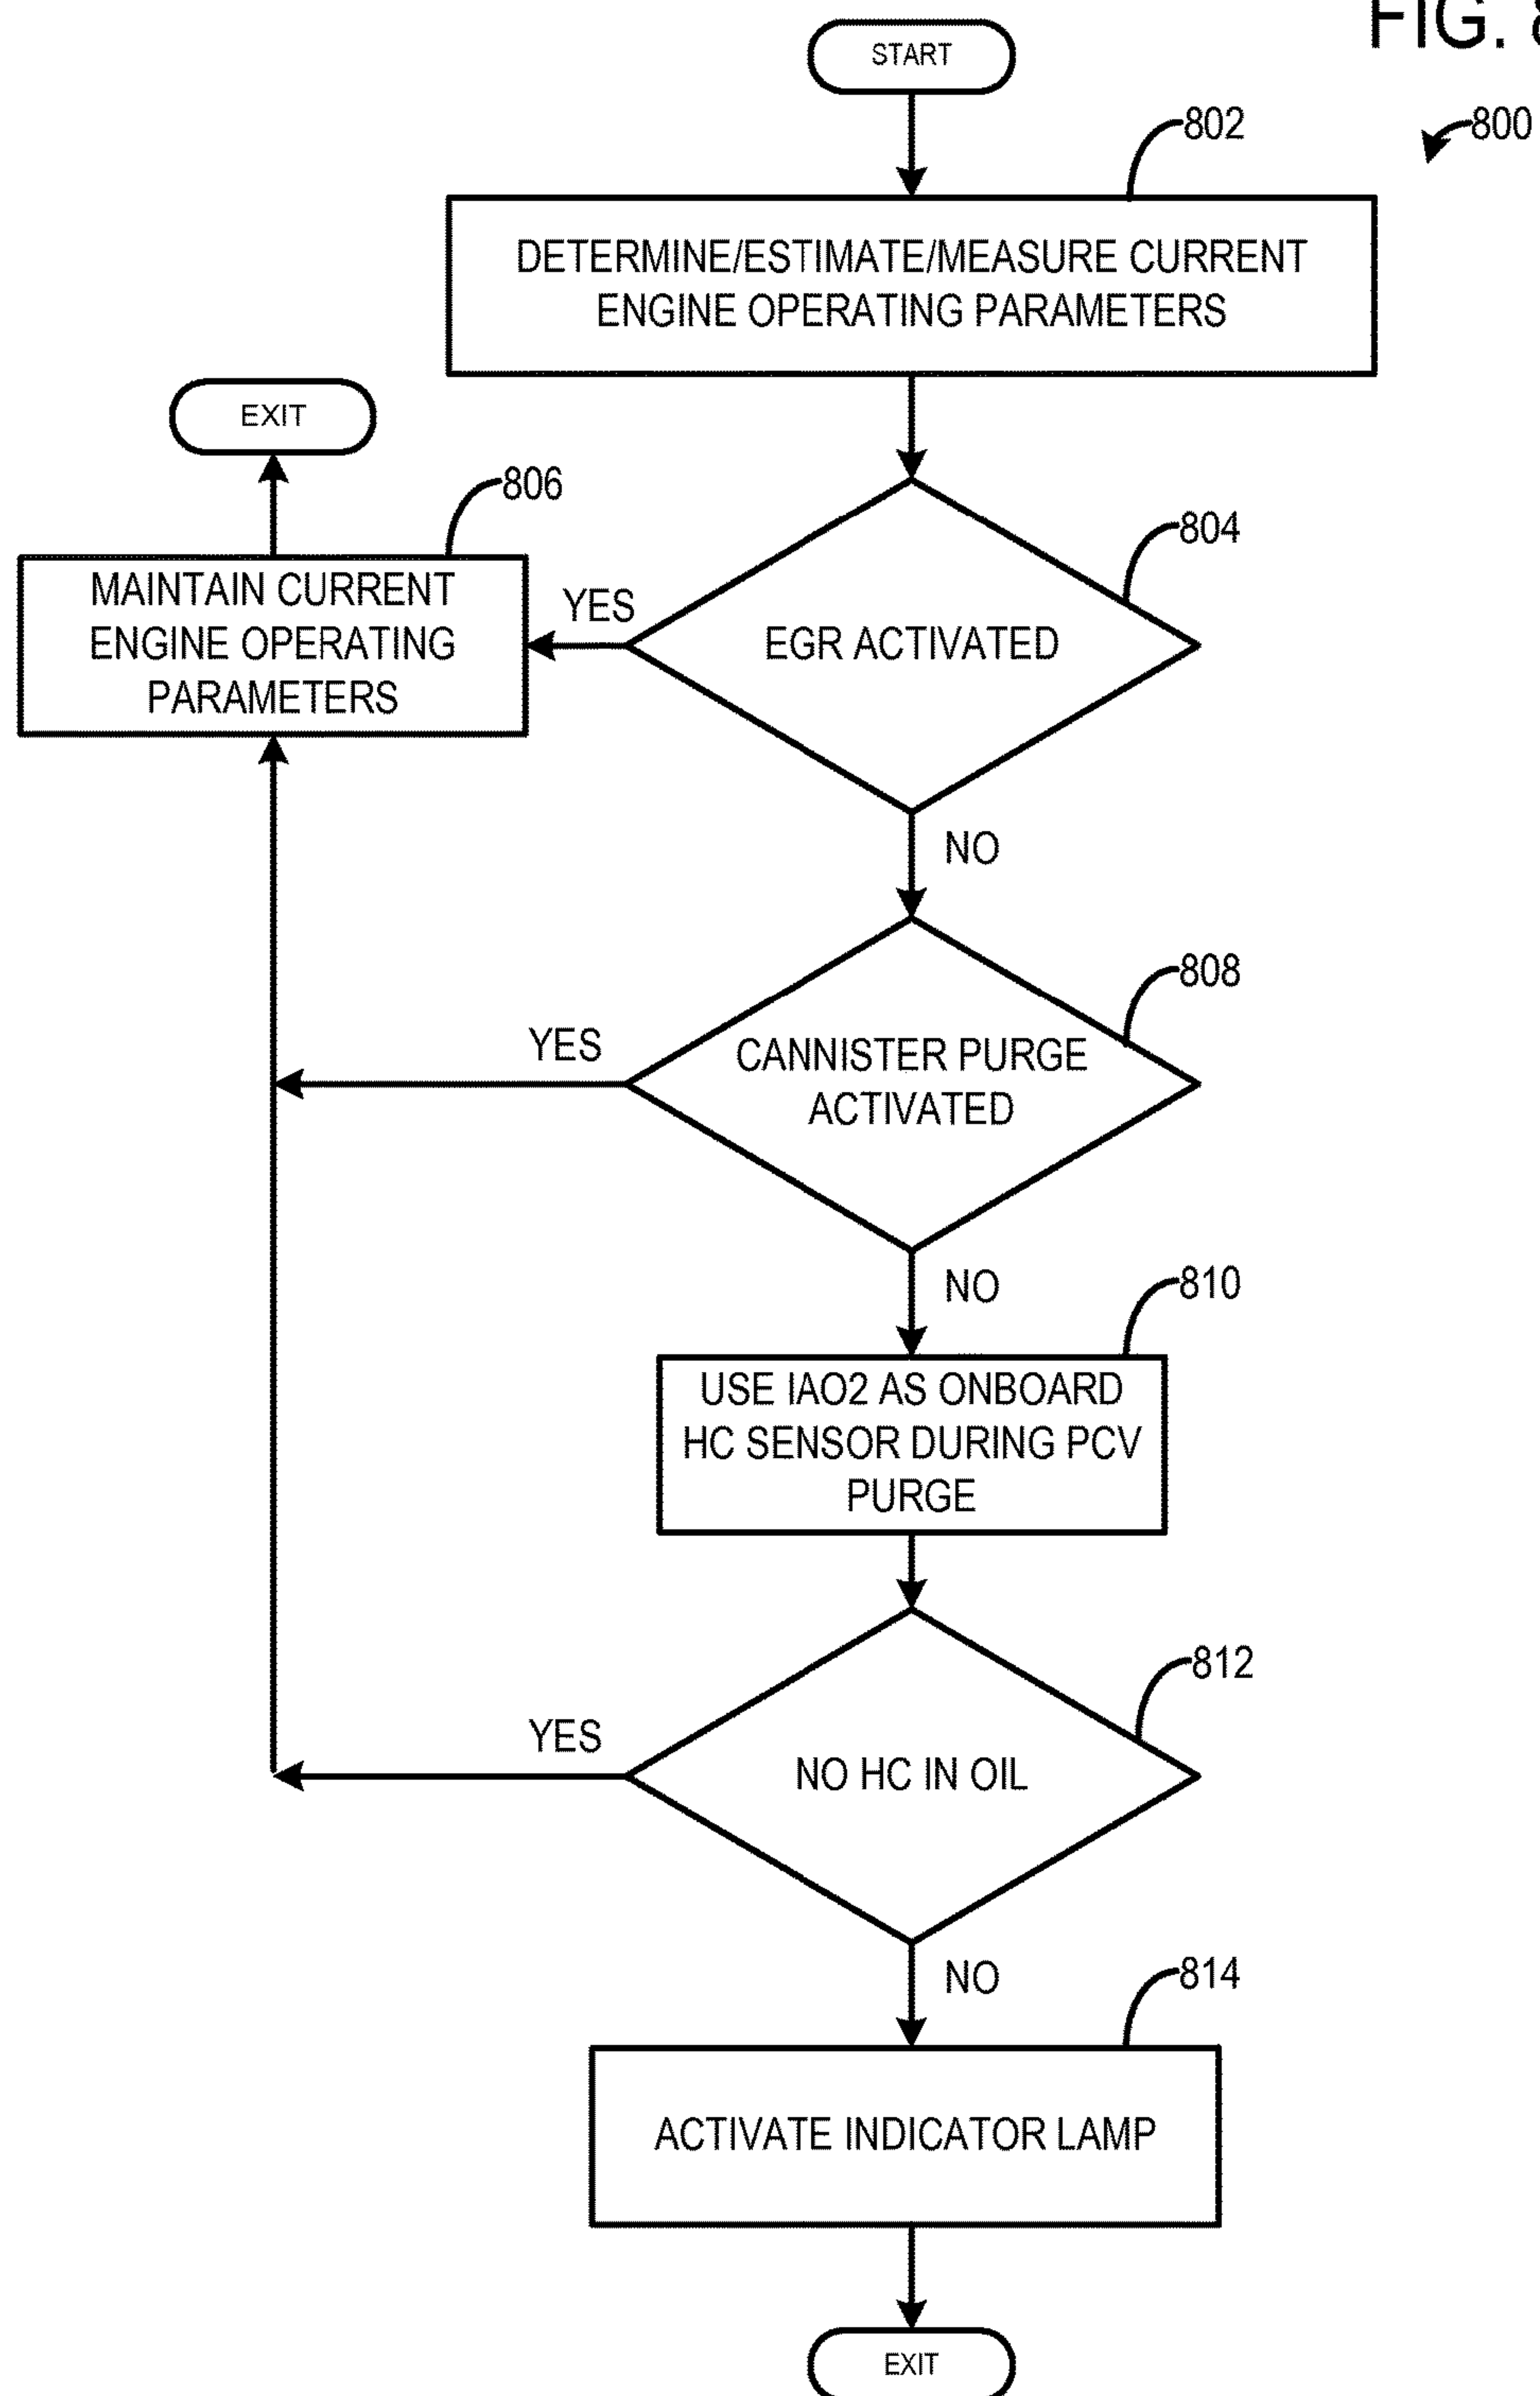 FIG. 8
START
802
800
DETERMINE/ESTIMATE/MEASURE CURRENT
ENGINE OPERATING PARAMETERS
EXIT
806
804
MAINTAIN CURRENT
ENGINE OPERATING
PARAMETERS
YES
EGR ACTIVATED
NO
808
YES
CANNISTER PURGE
ACTIVATED
NO
810
USE IAO2 AS ONBOARD
HC SENSOR DURING PCV
PURGE
812
YES
NO HC IN OIL
NO
814
ACTIVATE INDICATOR LAMP
EXIT